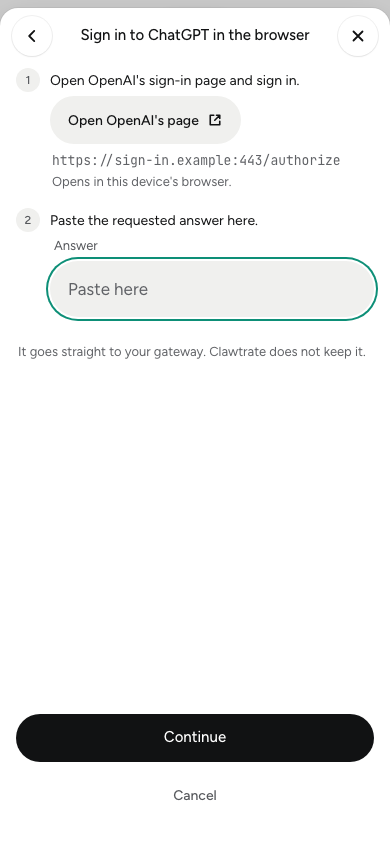 Sign in to ChatGPT in the browser
1 Open OpenAI's sign-in page and sign in.
Open OpenAI's page
https://sign-in.example:443/authorize
Opens in this device's browser.
2 Paste the requested answer here.
Answer
Paste here
It goes straight to your gateway. Clawtrate does not keep it.
Continue
Cancel